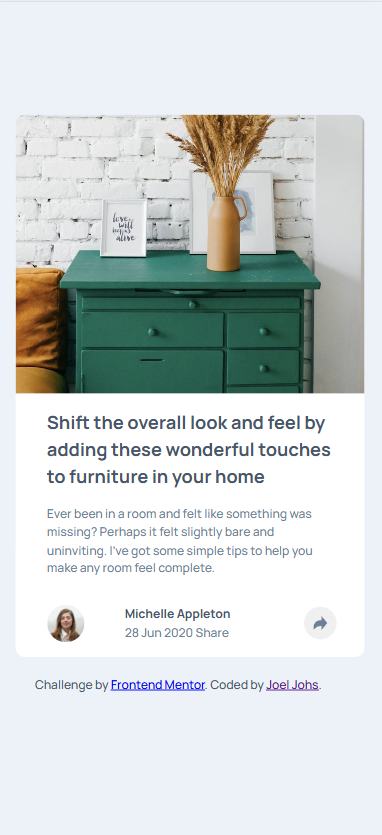 love
will
keep us
alive
Shift the overall look and feel by
adding these wonderful touches
to furniture in your home
Ever been in a room and felt like something was
missing? Perhaps it felt slightly bare and
uninviting. I've got some simple tips to help you
make any room feel complete.
Michelle Appleton
28 Jun 2020 Share
Challenge by Frontend Mentor. Coded by Joel Johs.